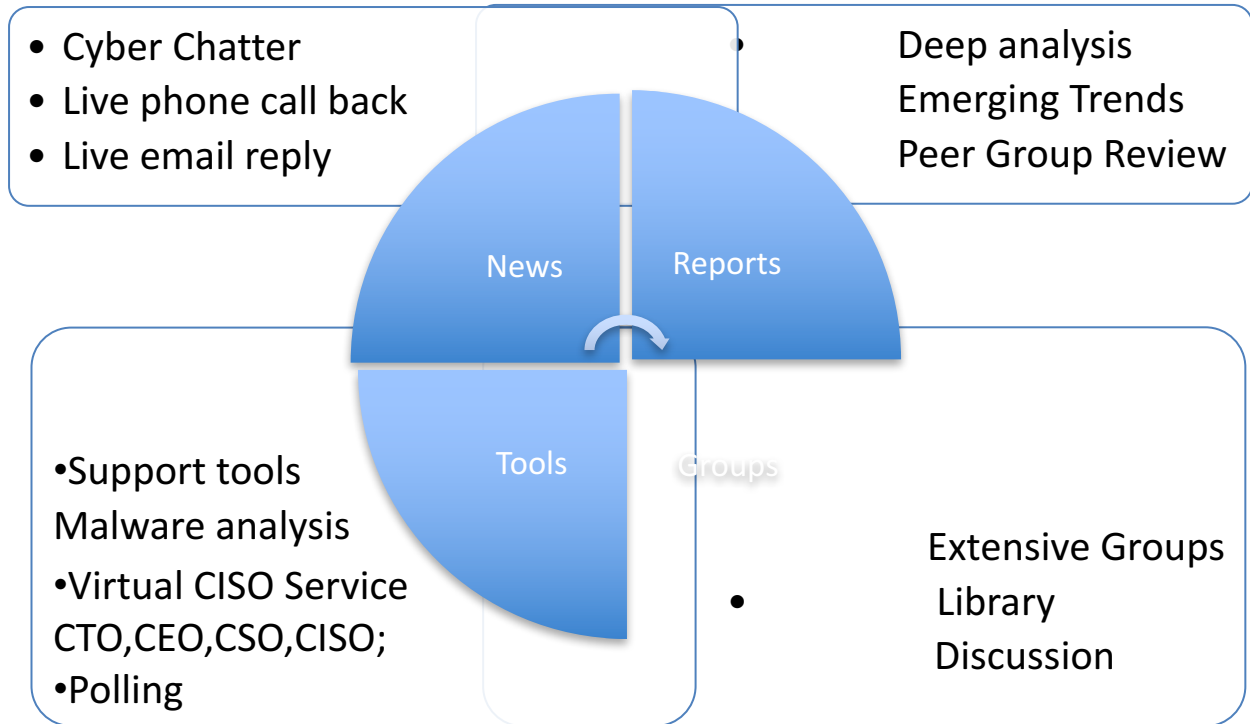 • Cyber Chatter
• Live phone call back
• Live email reply
• Deep analysis
Emerging Trends
Peer Group Review
News
Reports
Tools
Groups
•Support tools
Malware analysis
•Virtual CISO Service
CTO,CEO,CSO,CISO;
•Polling
Extensive Groups
• Library
Discussion